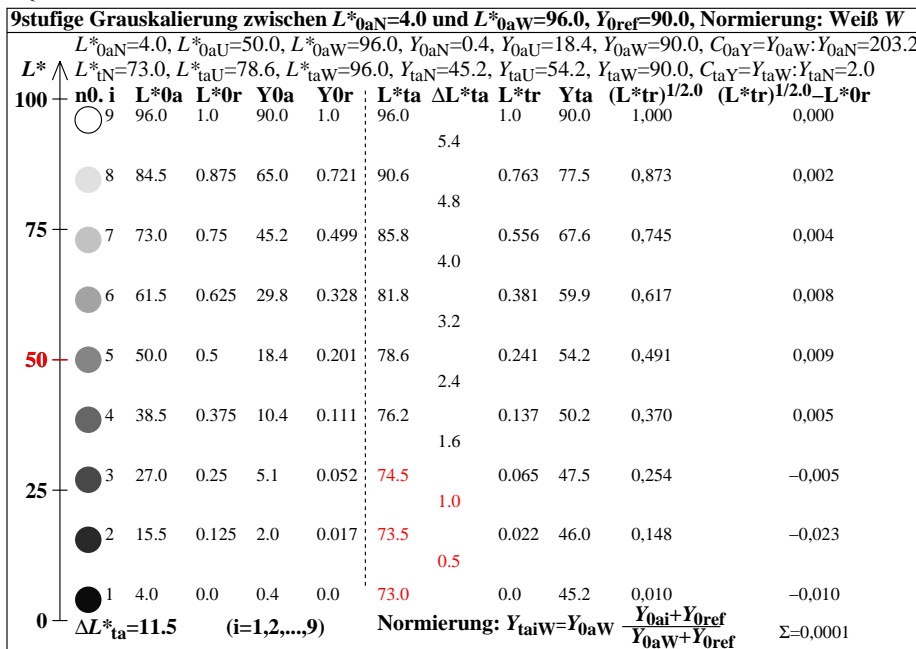 9stufige Grauskalierung zwischen L*0aN=4.0 und L*0aW=96.0, Y0ref=90.0, Normierung: Weiß W
L*0aN=4.0, L*0aU=50.0, L*0aW=96.0, Y0aN=0.4, Y0aU=18.4, Y0aW=90.0, C0aY=Y0aW:Y0aN=203.2
L* L*tN=73.0, L*taU=78.6, L*taW=96.0, YtaN=45.2, YtaU=54.2, YtaW=90.0, CtaY=YtaW:YtaN=2.0
100 n0. i L*0a L*0r Y0a Y0r L*ta ΔL*ta L*tr Yta (L*tr)1/2.0 (L*tr)1/2.0–L*0r
9 96.0 1.0 90.0 1.0 96.0 1.0 90.0 1,000 0,000
5.4
8 84.5 0.875 65.0 0.721 90.6 0.763 77.5 0,873 0,002
4.8
75 7 73.0 0.75 45.2 0.499 85.8 0.556 67.6 0,745 0,004
4.0
6 61.5 0.625 29.8 0.328 81.8 0.381 59.9 0,617 0,008
3.2
50 5 50.0 0.5 18.4 0.201 78.6 0.241 54.2 0,491 0,009
2.4
4 38.5 0.375 10.4 0.111 76.2 0.137 50.2 0,370 0,005
1.6
3 27.0 0.25 5.1 0.052 74.5 0.065 47.5 0,254 –0,005
25 1.0
2 15.5 0.125 2.0 0.017 73.5 0.022 46.0 0,148 –0,023
0.5
1 4.0 0.0 0.4 0.0 73.0 0.0 45.2 0,010 –0,010
0 ΔL*ta=11.5 (i=1,2,...,9) Normierung: YtaiW=Y0aW Y0ai+Y0ref
Y0aW+Y0ref Σ=0,0001